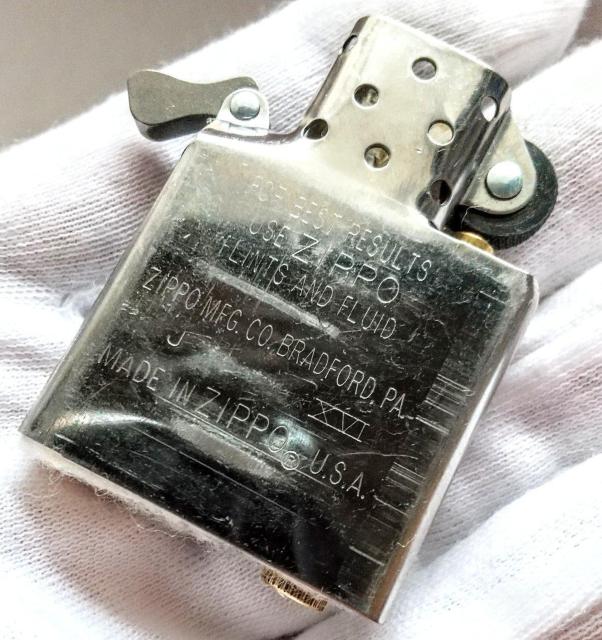 FOR BEST RESULTS
USE ZIPPO
FLINTS AND FLUID
ZIPPO MFG. CO. BRADFORD, PA.
J XVI
MADE IN ZIPPO® U.S.A.